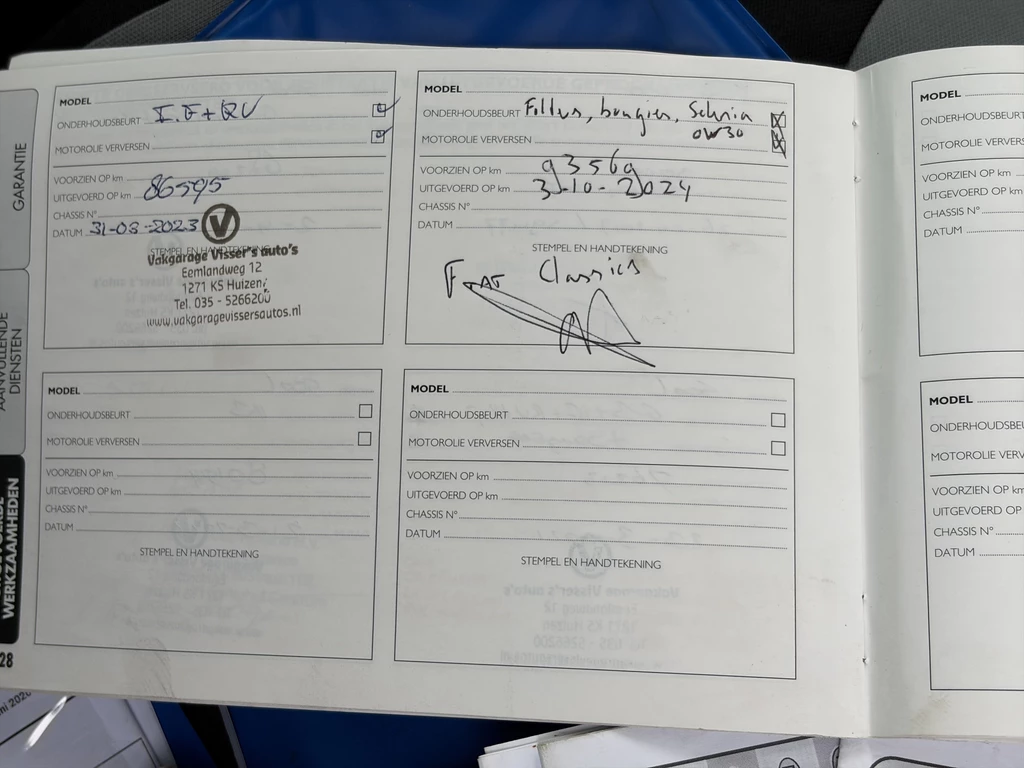 GARANTIE
AANVULLENDE
DIENSTEN
WERKZAAMHEDEN
28
MODEL
ONDERHOUDSBEURT I.G+RV
MOTOROLIE VERVERSEN
VOORZIEN OP km
UITGEVOERD OP km 86595
CHASSIS N°
DATUM 31-03-2023
STEMPEL EN HANDTEKENING
Vakgarage Visser's auto's
Eemlandweg 12
1271 KS Huizen
Tel. 035 - 5266200
www.vakgaragevissersautos.nl
MODEL
ONDERHOUDSBEURT Filters, bougies,
MOTOROLIE VERVERSEN 0W30
VOORZIEN OP km 93569
UITGEVOERD OP km 3-10-2024
CHASSIS N°
DATUM
STEMPEL EN HANDTEKENING
Classics
MODEL
ONDERHOUDSBEURT
MOTOROLIE VERVERSEN
VOORZIEN OP km
UITGEVOERD OP km
CHASSIS N°
DATUM
STEMPEL EN HANDTEKENING
MODEL
ONDERHOUDSBEURT
MOTOROLIE VERVERSEN
VOORZIEN OP km
UITGEVOERD OP km
CHASSIS N°
DATUM
STEMPEL EN HANDTEKENING
MODEL
ONDERHOUDSBEURT
MOTOROLIE VERVERSEN
VOORZIEN OP km
UITGEVOERD OP km
CHASSIS N°
DATUM
MODEL
ONDERHOUDSBEU
MOTOROLIE VERVERSEN
VOORZIEN OP km
UITGEVOERD OP
CHASSIS N°
DATUM